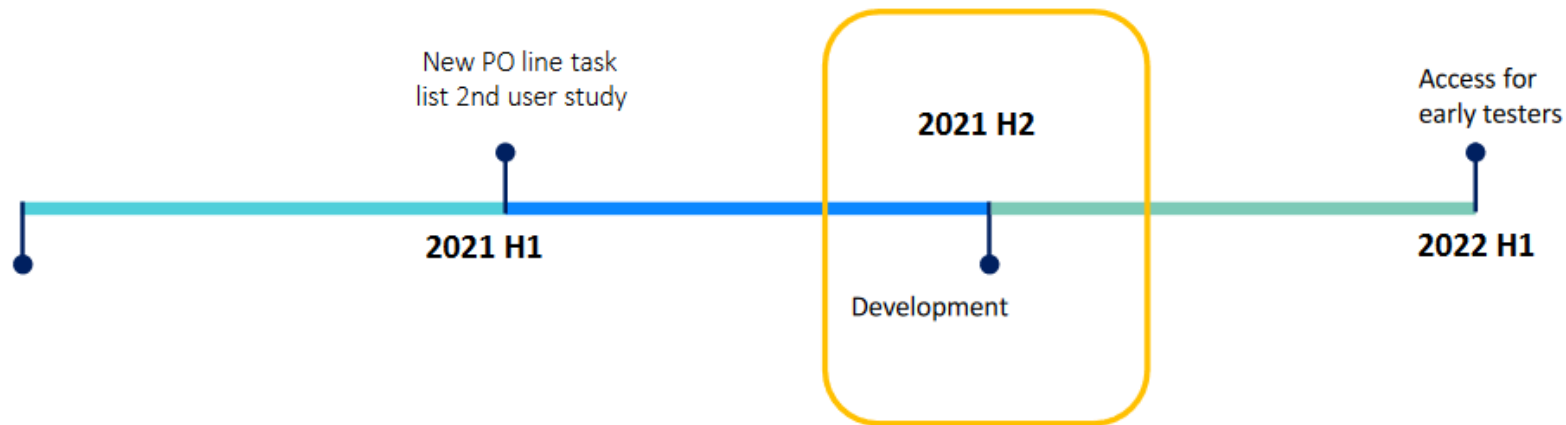 New PO line task
list 2nd user study
2021 H1
2021 H2
Development
Access for
early testers
2022 H1